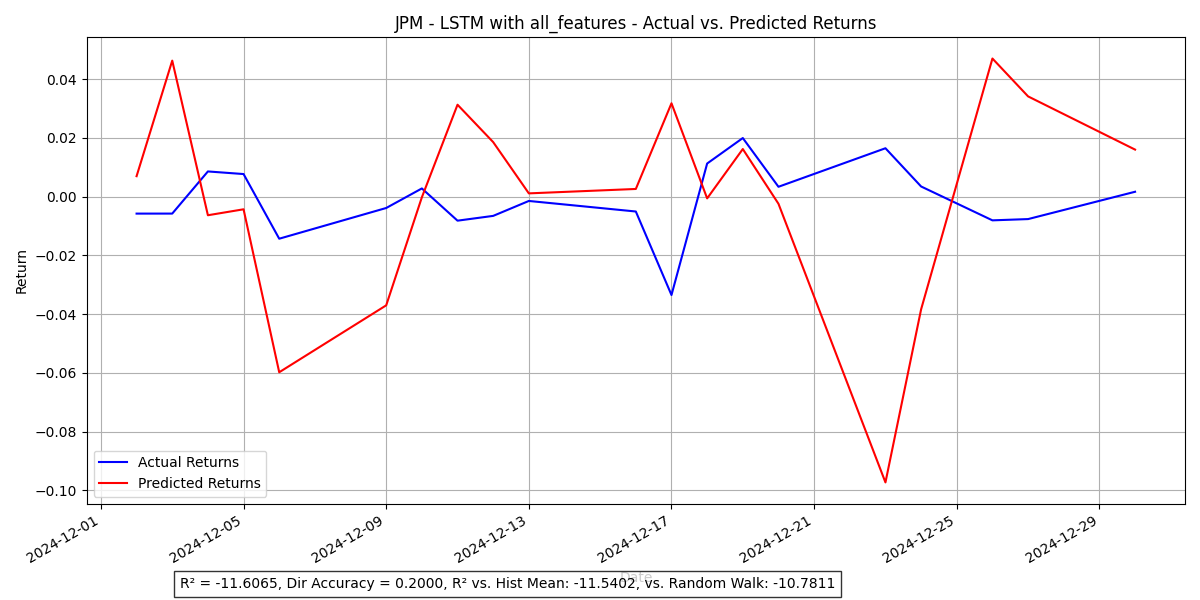 JPM - LSTM with all_features - Actual vs. Predicted Returns
0.04
0.02
0.00
−0.02
−0.04
−0.06
−0.08
−0.10
Return
Actual Returns
Predicted Returns
2024-12-01
2024-12-05
2024-12-09
2024-12-13
2024-12-17
2024-12-21
2024-12-25
2024-12-29
Date
R² = -11.6065, Dir Accuracy = 0.2000, R² vs. Hist Mean: -11.5402, vs. Random Walk: -10.7811